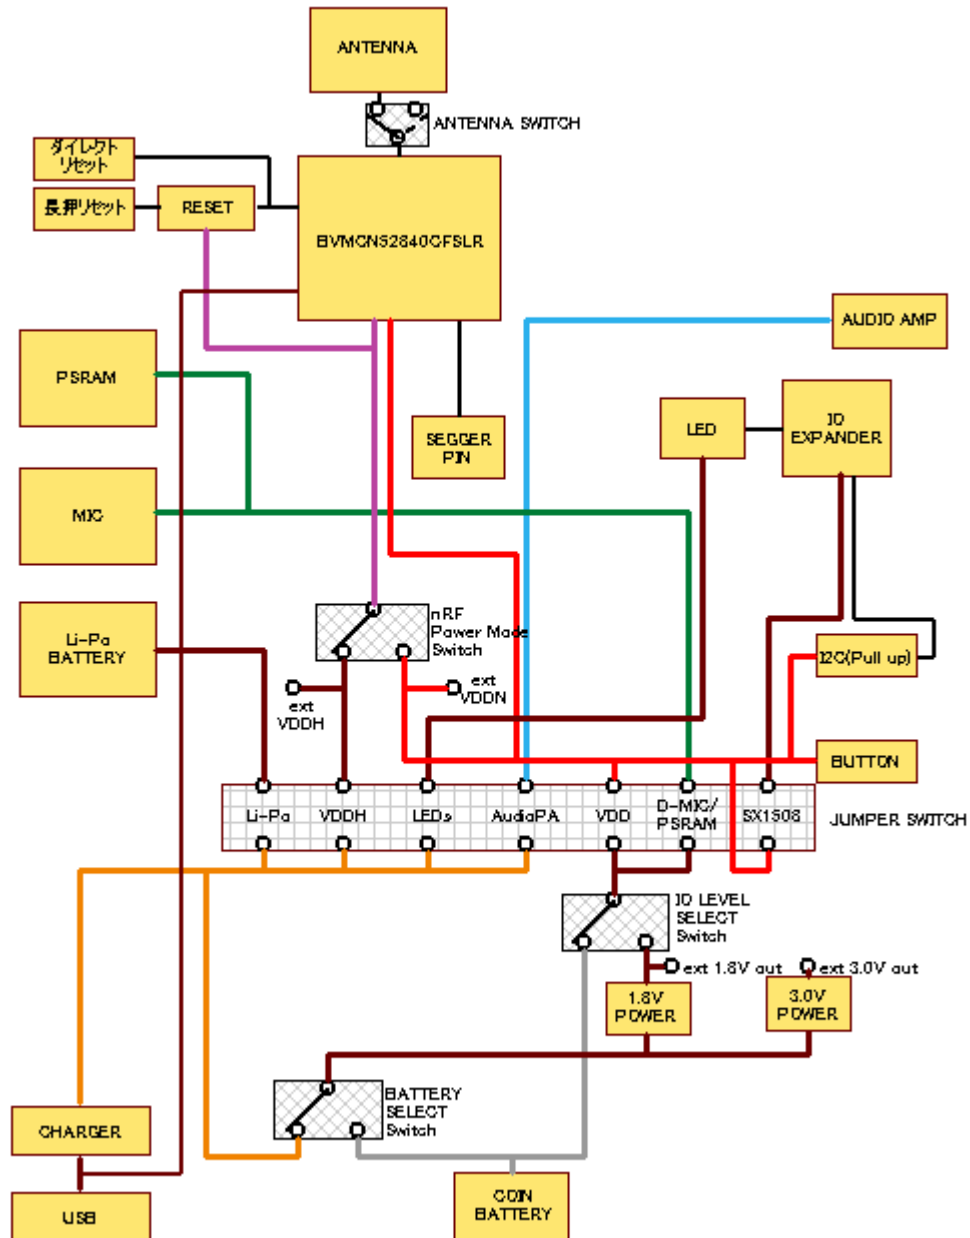 ANTENNA
ANTENNA SWITCH
ダイレクト
リセット
長押リセット
RESET
BVMCN52840CFSLR
AUDIO AMP
PSRAM
LED
IO
EXPANDER
SEGGER
PIN
MIC
nRF
Power Mode
Switch
Li-Po
BATTERY
I2C(Pull up)
ext
VDDH
ext
VDDN
BUTTON
Li-Po
VDDH
LEDs
AudioPA
VDD
D-MIC/
PSRAM
SX1508
JUMPER SWITCH
IO LEVEL
SELECT
Switch
ext 1.8V out
ext 3.0V out
1.8V
POWER
3.0V
POWER
BATTERY
SELECT
Switch
CHARGER
USB
COIN
BATTERY